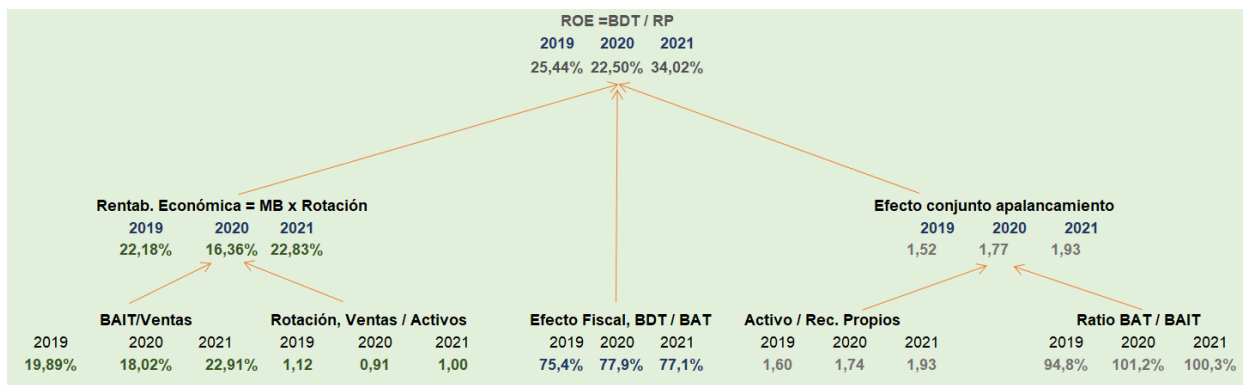 ROE =BDT / RP
2019 2020 2021
25,44% 22,50% 34,02%
Rentab. Económica = MB x Rotación
2019 2020 2021
22,18% 16,36% 22,83%
Efecto conjunto apalancamiento
2019 2020 2021
1,52 1,77 1,93
BAIT/Ventas
2019 2020 2021
19,89% 18,02% 22,91%
Rotación, Ventas / Activos
2019 2020 2021
1,12 0,91 1,00
Efecto Fiscal, BDT / BAT
2019 2020 2021
75,4% 77,9% 77,1%
Activo / Rec. Propios
2019 2020 2021
1,60 1,74 1,93
Ratio BAT / BAIT
2019 2020 2021
94,8% 101,2% 100,3%